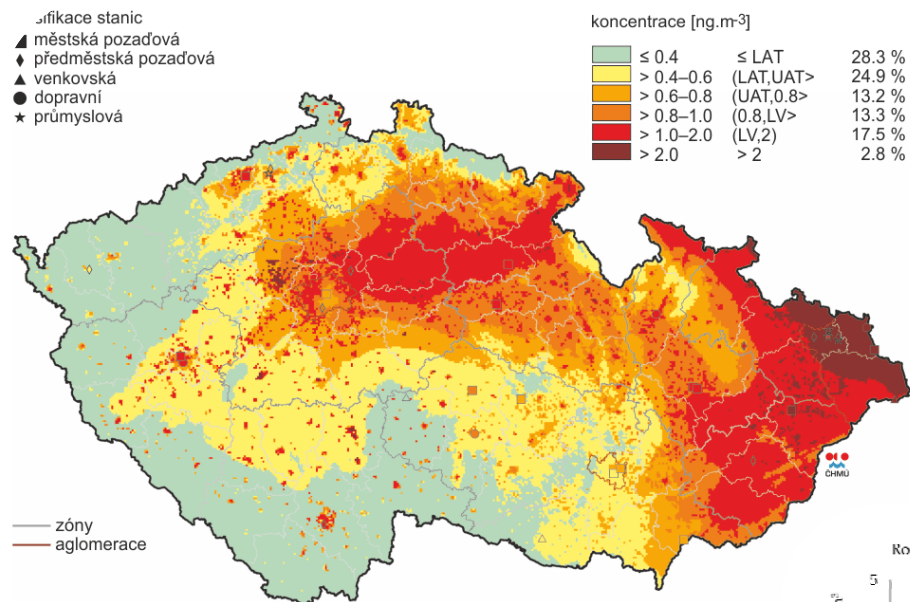 sifikace stanic
městská pozaďová
předměstská pozaďová
venkovská
dopravní
průmyslová
koncentrace [ng.m-3]
≤ 0.4 ≤ LAT 28.3 %
> 0.4–0.6 (LAT,UAT> 24.9 %
> 0.6–0.8 (UAT,0.8> 13.2 %
> 0.8–1.0 (0.8,LV> 13.3 %
> 1.0–2.0 (LV,2) 17.5 %
> 2.0 > 2 2.8 %
ČHMÚ
zóny
aglomerace
Ro
5